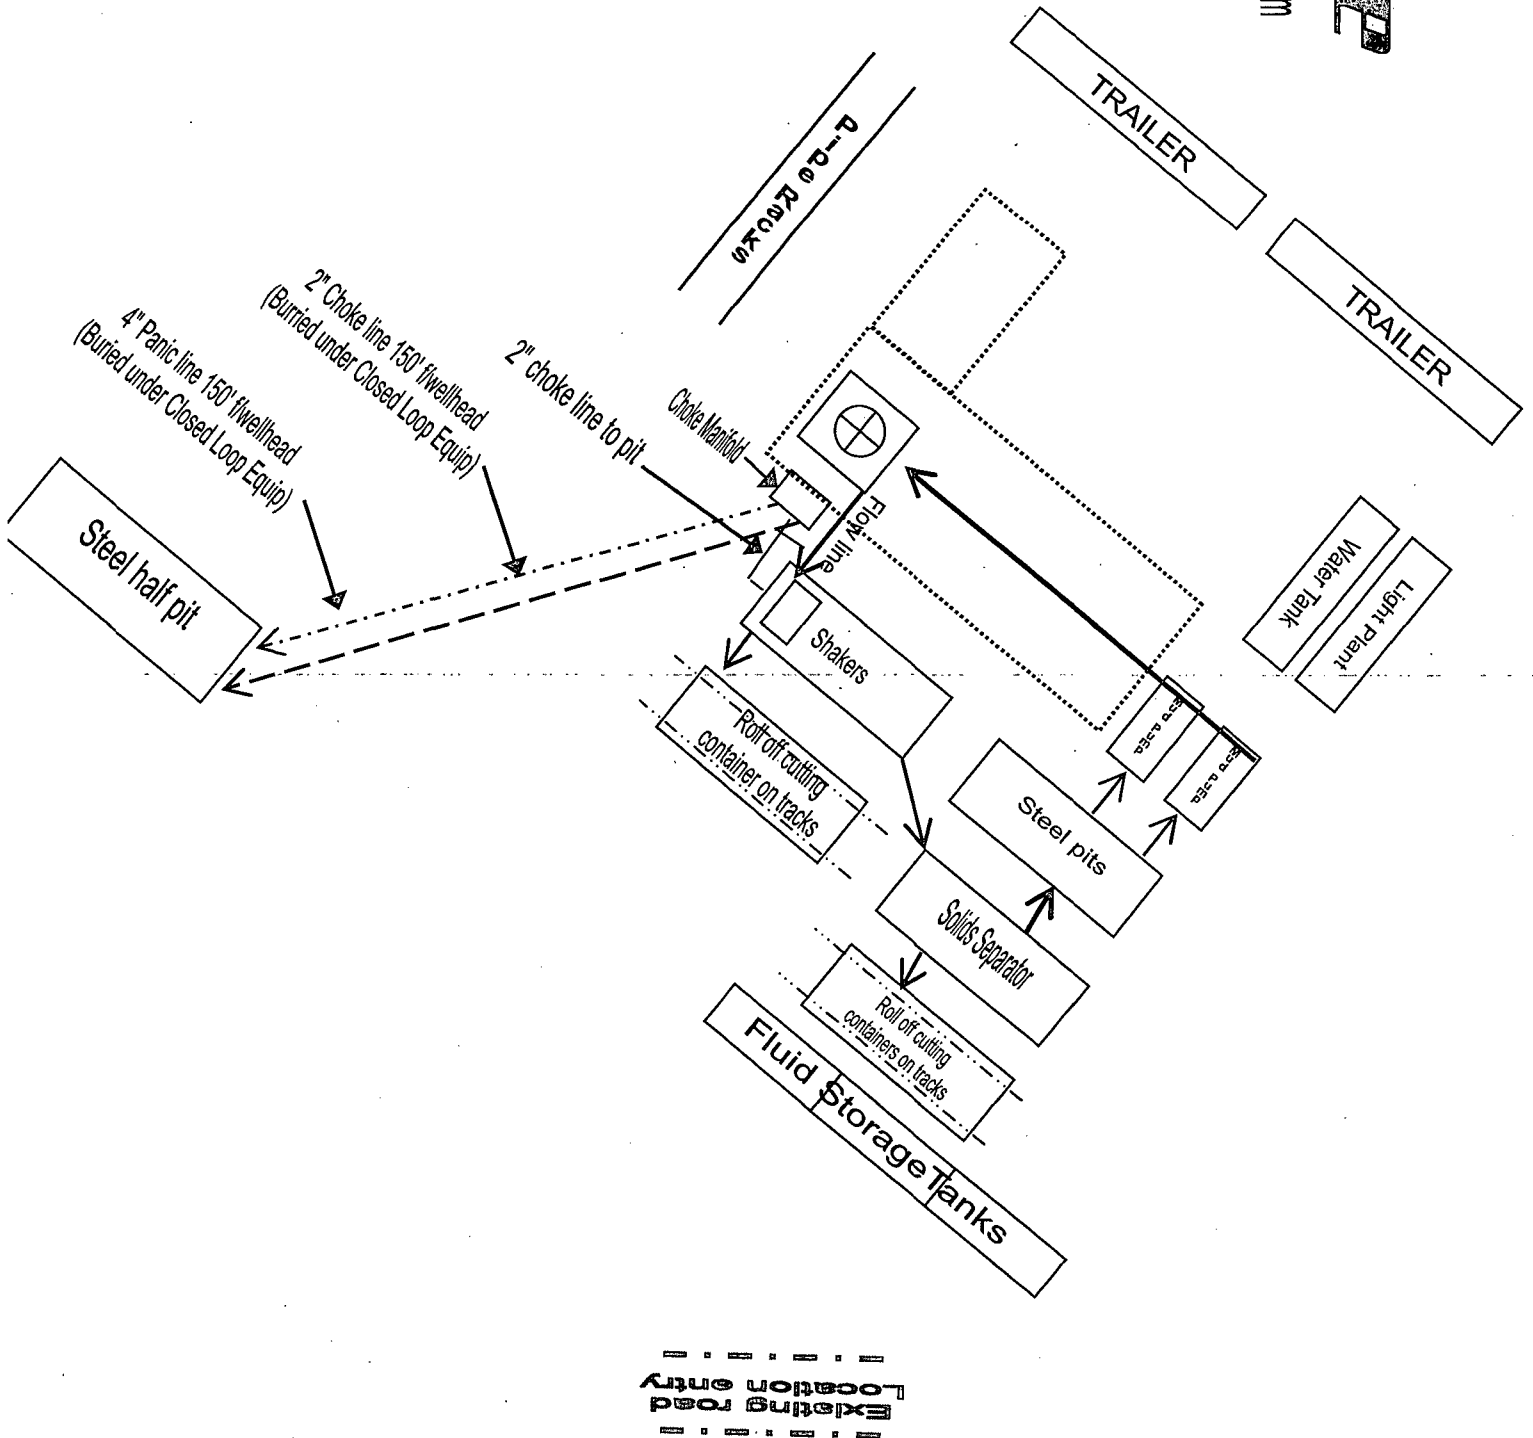 TRAILER
TRAILER
Pipe Racks
2" Choke line 150' f/wellhead
(Burried under Closed Loop Equip)
4" Panic line 150' f/wellhead
(Buried under Closed Loop Equip)
2" choke line to pit
Choke Manifold
Flow line
Steel half pit
Water Tank
Light Plant
Shakers
Roll off cutting
container on tracks
Steel pits
Solids Separator
Roll off cutting
containers on tracks
Fluid Storage Tanks
Existing road
Location entry